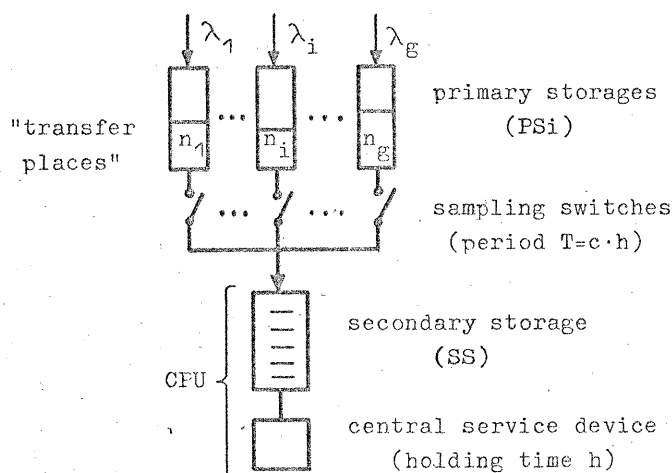 λ1 λi λg
"transfer places"
n1 ... ni ... ng
primary storages
(PSi)
sampling switches
(period T=c·h)
CPU
secondary storage
(SS)
central service device
(holding time h)